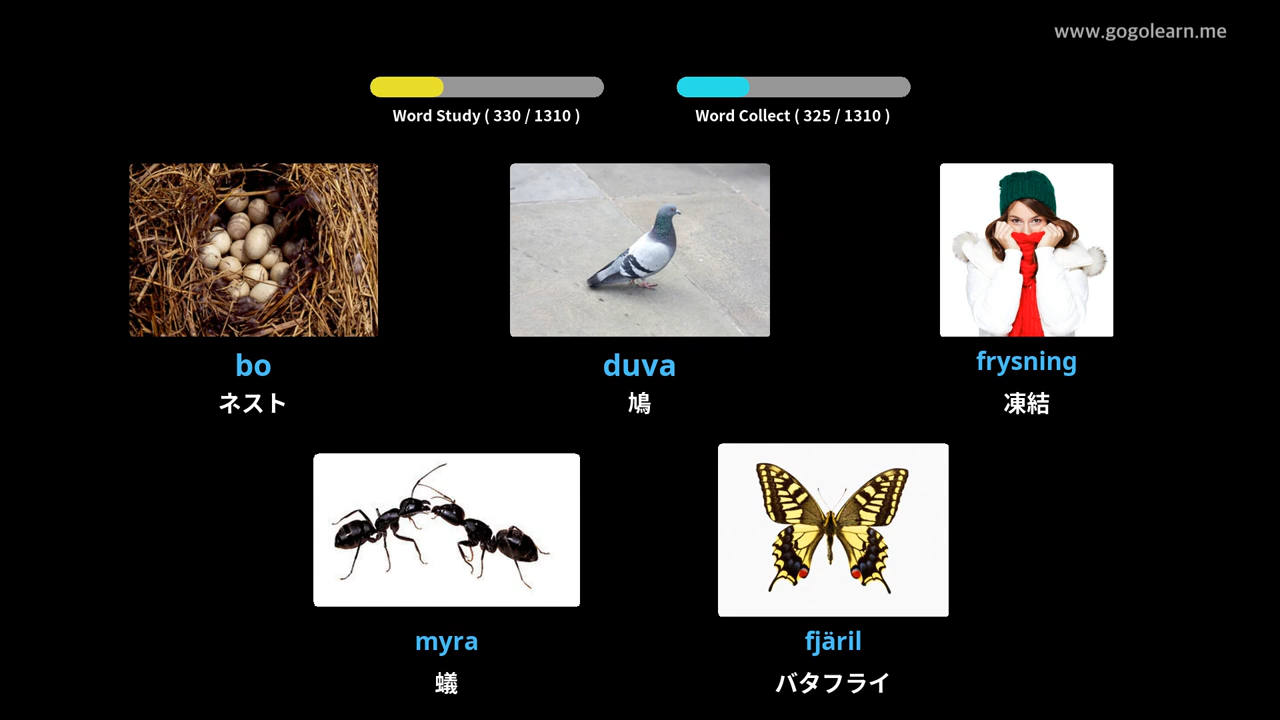 www.gogolearn.me
Word Study ( 330 / 1310 )
Word Collect ( 325 / 1310 )
bo
ネスト
duva
鳩
frysning
凍結
myra
蟻
fjäril
バタフライ